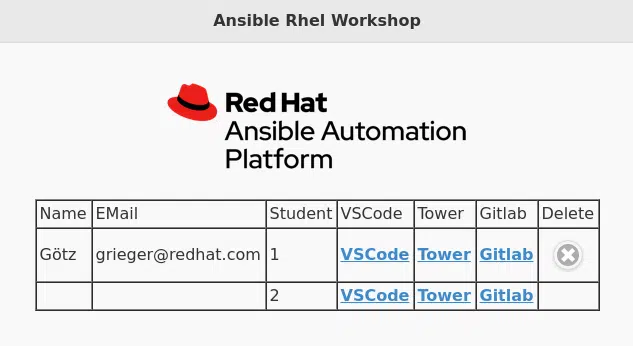 Ansible Rhel Workshop
Red Hat
Ansible Automation
Platform
Name EMail Student VSCode Tower Gitlab Delete
Götz grieger@redhat.com 1 VSCode Tower Gitlab
2 VSCode Tower Gitlab